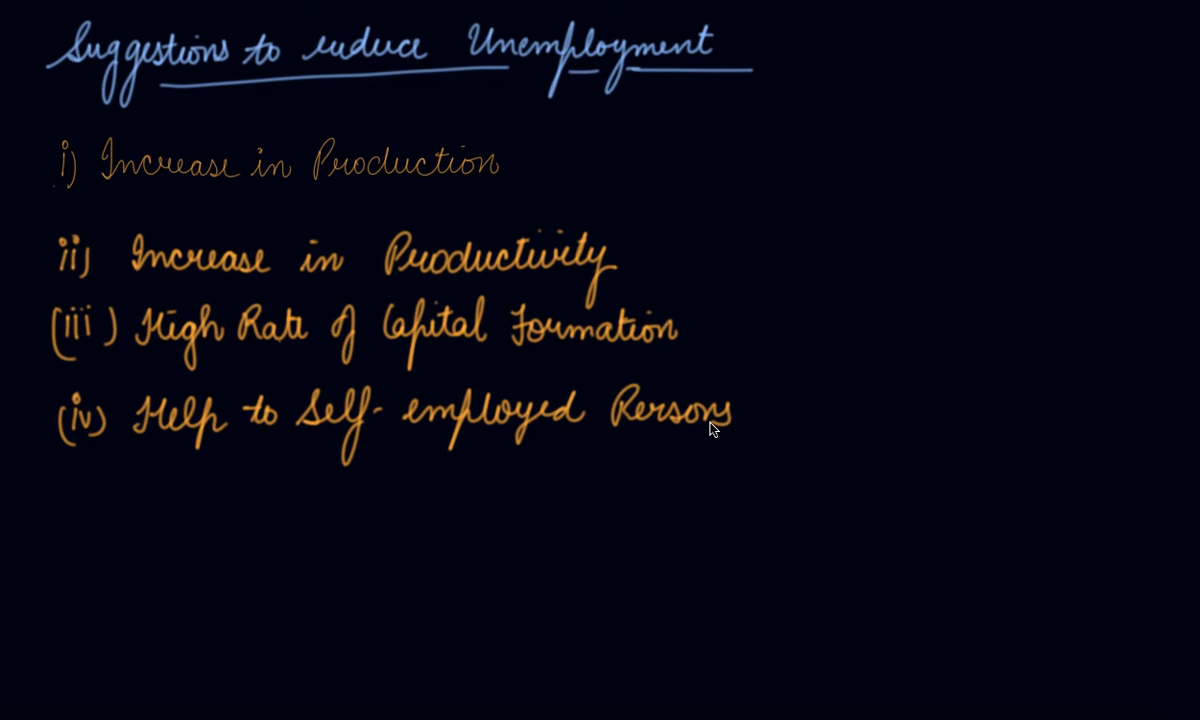 Suggestions to reduce Unemployment
i) Increase in Production
ii) Increase in Productivity
(iii) High Rate of Capital Formation
(iv) Help to Self-employed Persons